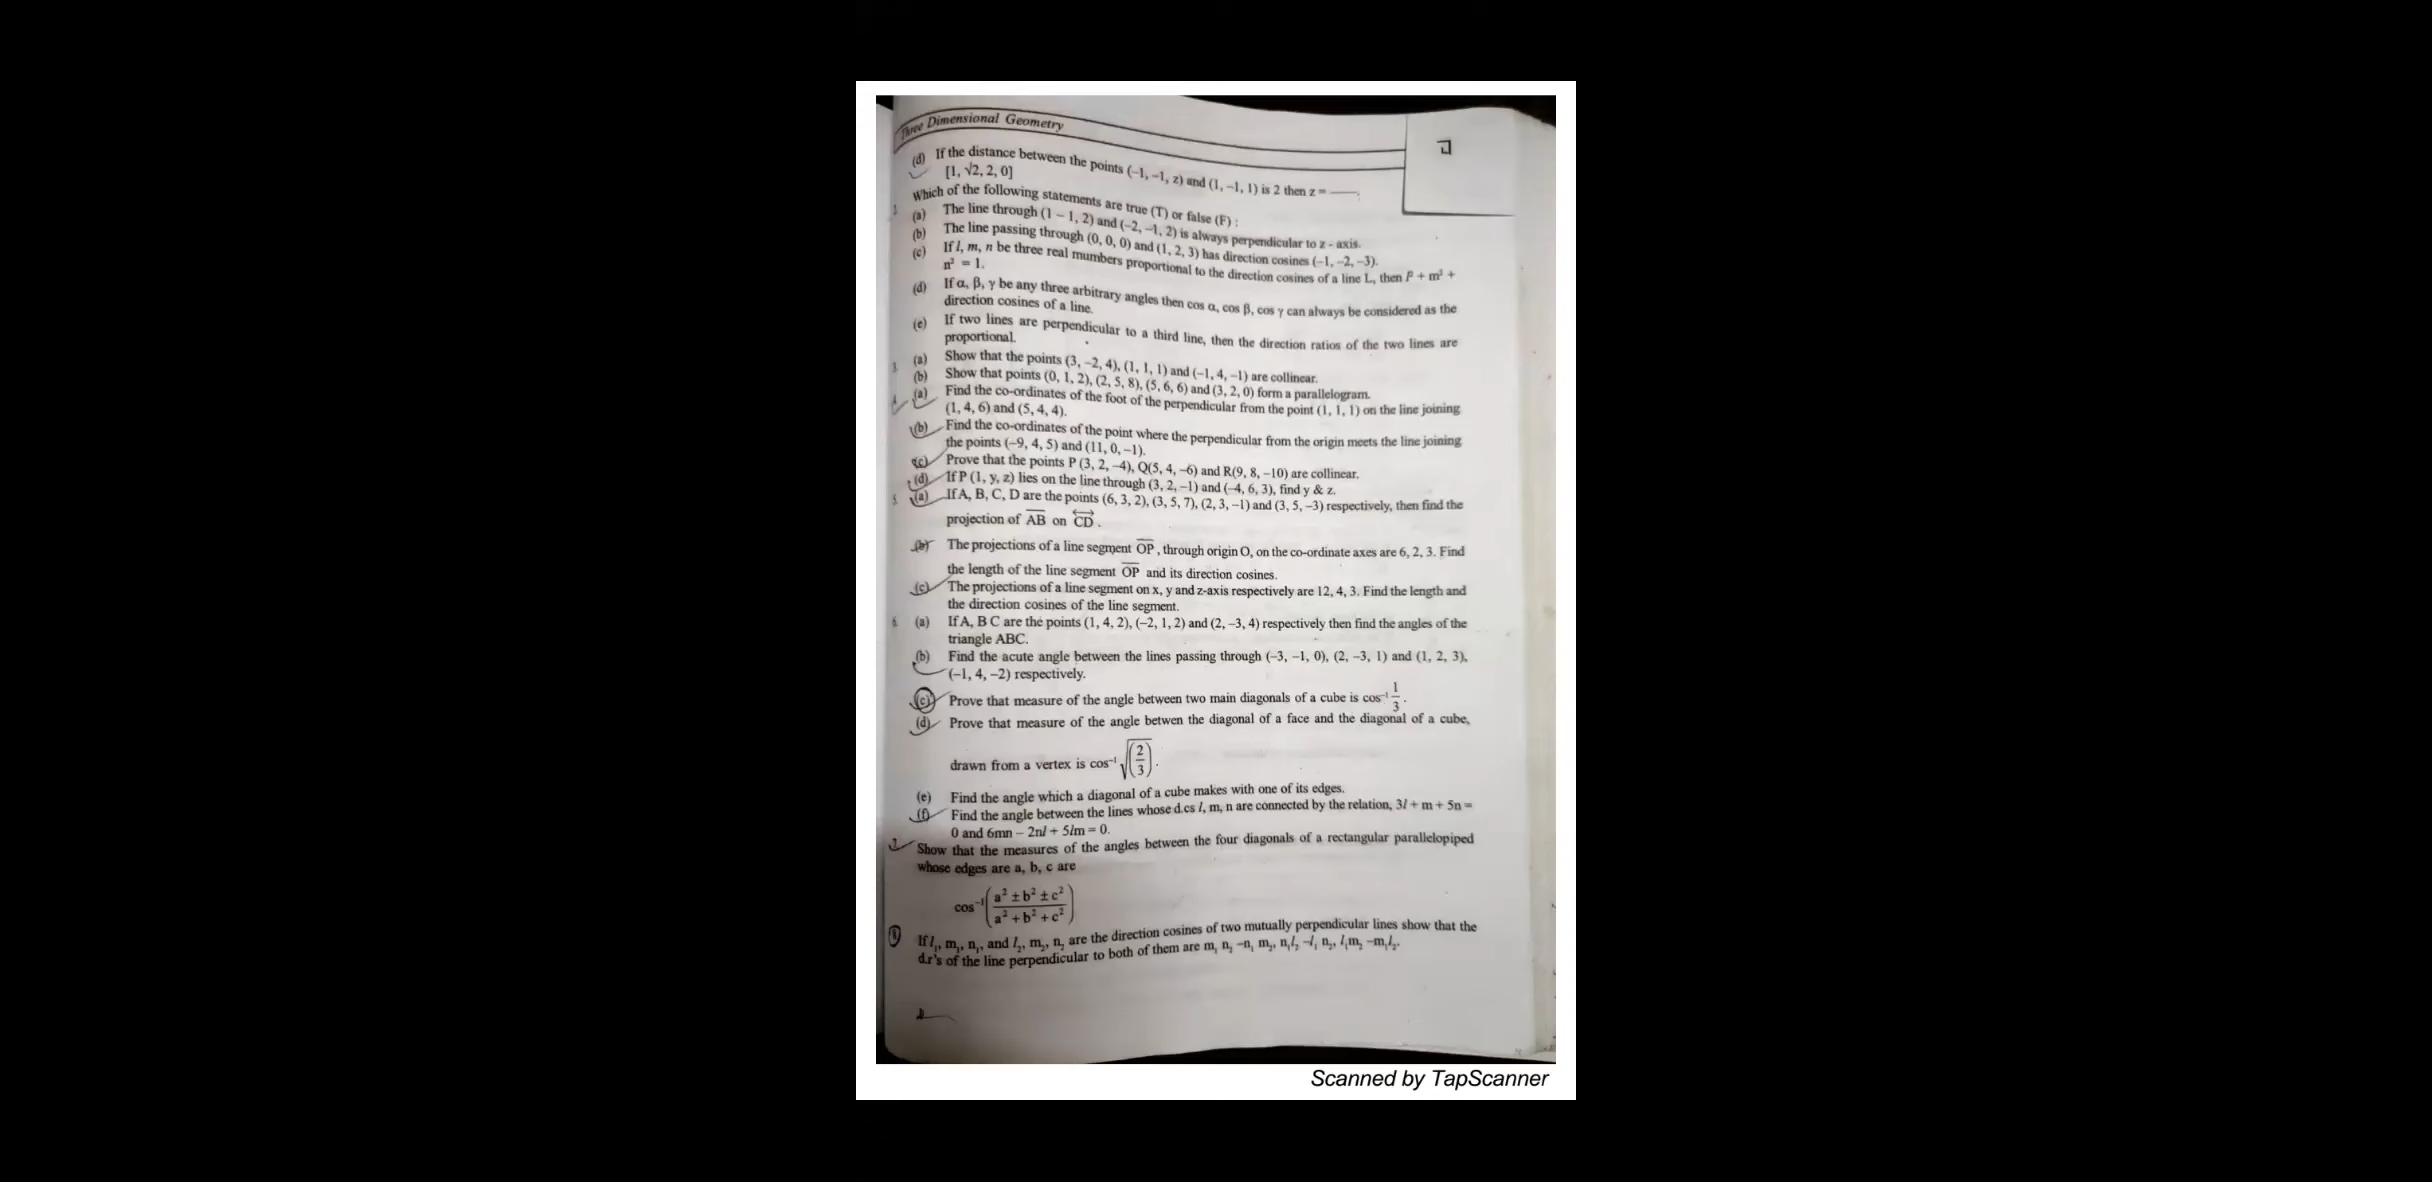 Three Dimensional Geometry
(d) If the distance between the points (–1, –1, z) and (1, –1, 1) is 2 then z = ——.
[1, √2, 2, 0]
Which of the following statements are true (T) or false (F) :
(a) The line through (1 – 1, 2) and (–2, –1, 2) is always perpendicular to z - axis.
(b) The line passing through (0, 0, 0) and (1, 2, 3) has direction cosines (–1, –2, –3).
(c) If l, m, n be three real mumbers proportional to the direction cosines of a line L, then l² + m² +
n² = 1.
(d) If α, β, γ be any three arbitrary angles then cos α, cos β, cos γ can always be considered as the
direction cosines of a line.
(e) If two lines are perpendicular to a third line, then the direction ratios of the two lines are
proportional.
3. (a) Show that the points (3, –2, 4), (1, 1, 1) and (–1, 4, –1) are collinear.
(b) Show that points (0, 1, 2), (2, 5, 8), (5, 6, 6) and (3, 2, 0) form a parallelogram.
4. (a) Find the co-ordinates of the foot of the perpendicular from the point (1, 1, 1) on the line joining
(1, 4, 6) and (5, 4, 4).
(b) Find the co-ordinates of the point where the perpendicular from the origin meets the line joining
the points (–9, 4, 5) and (11, 0, –1).
(c) Prove that the points P (3, 2, –4), Q(5, 4, –6) and R(9, 8, –10) are collinear.
(d) If P (1, y, z) lies on the line through (3, 2, –1) and (–4, 6, 3), find y & z.
5. (a) If A, B, C, D are the points (6, 3, 2), (3, 5, 7), (2, 3, –1) and (3, 5, –3) respectively, then find the
projection of AB on CD .
(b) The projections of a line segment OP , through origin O, on the co-ordinate axes are 6, 2, 3. Find
the length of the line segment OP and its direction cosines.
(c) The projections of a line segment on x, y and z-axis respectively are 12, 4, 3. Find the length and
the direction cosines of the line segment.
6. (a) If A, B C are the points (1, 4, 2), (–2, 1, 2) and (2, –3, 4) respectively then find the angles of the
triangle ABC.
(b) Find the acute angle between the lines passing through (–3, –1, 0), (2, –3, 1) and (1, 2, 3),
(–1, 4, –2) respectively.
(c) Prove that measure of the angle between two main diagonals of a cube is cos⁻¹ 1/3 .
(d) Prove that measure of the angle betwen the diagonal of a face and the diagonal of a cube,
drawn from a vertex is cos⁻¹ √(2/3) .
(e) Find the angle which a diagonal of a cube makes with one of its edges.
(f) Find the angle between the lines whose d.cs l, m, n are connected by the relation, 3l + m + 5n =
0 and 6mn – 2nl + 5lm = 0.
7. Show that the measures of the angles between the four diagonals of a rectangular parallelopiped
whose edges are a, b, c are
cos⁻¹ ((a² ± b² ± c²)/(a² + b² + c²))
8 If l₁, m₁, n₁, and l₂, m₂, n₂ are the direction cosines of two mutually perpendicular lines show that the
d.r's of the line perpendicular to both of them are m₁ n₂ –n₁ m₂, n₁l₂ –l₁ n₂, l₁m₂ –m₁l₂.
Scanned by TapScanner